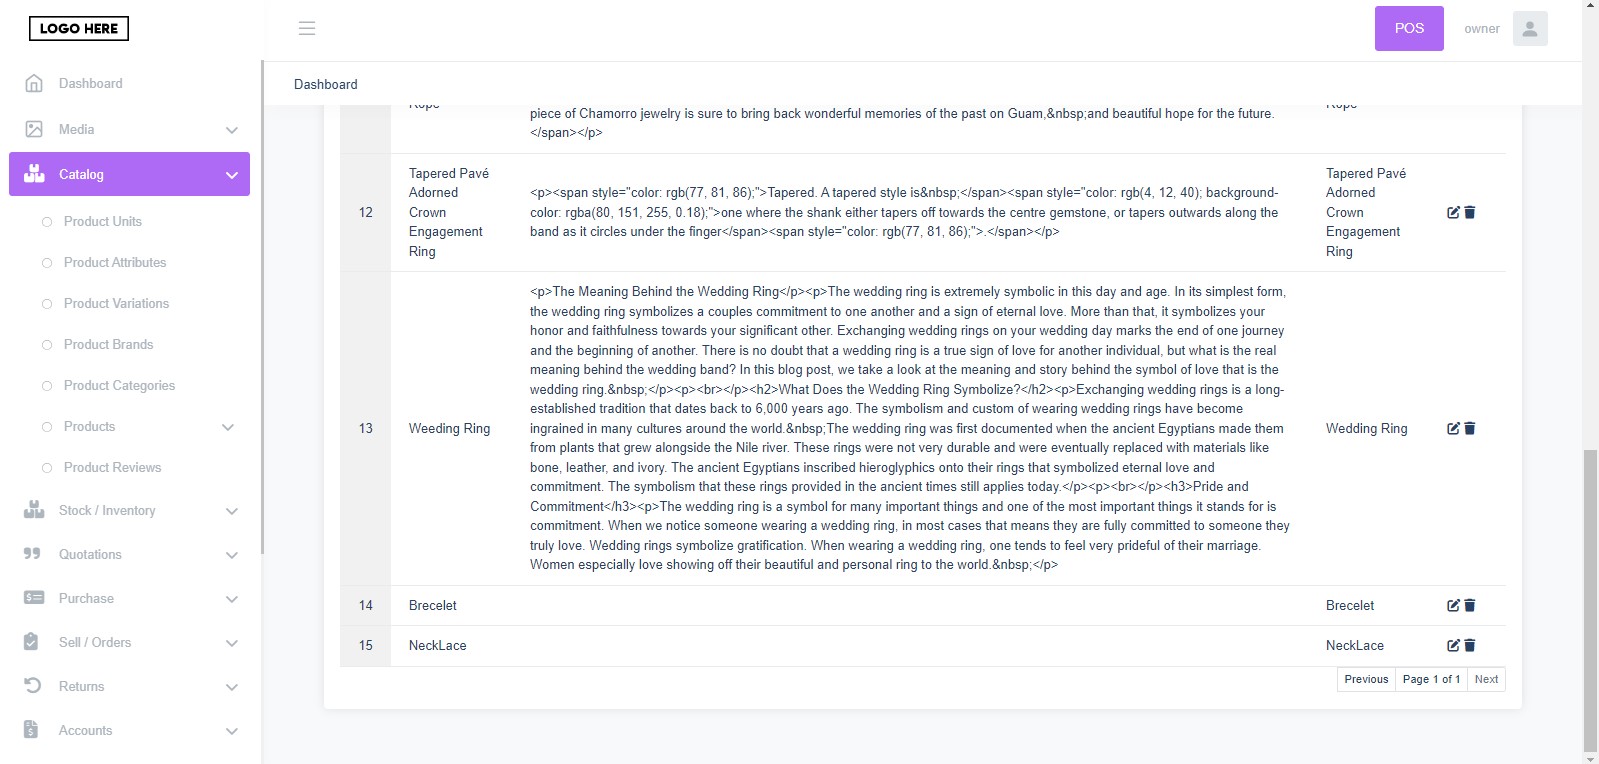 LOGO HERE
POS
owner
Dashboard
Dashboard
Media
Catalog
Product Units
Product Attributes
Product Variations
Product Brands
Product Categories
Products
Product Reviews
Stock / Inventory
Quotations
Purchase
Sell / Orders
Returns
Accounts
Rope
piece of Chamorro jewelry is sure to bring back wonderful memories of the past on Guam,&nbsp;and beautiful hope for the future.
</span></p>
Rope
12
Tapered Pavé
Adorned
Crown
Engagement
Ring
<p><span style="color: rgb(77, 81, 86);">Tapered. A tapered style is&nbsp;</span><span style="color: rgb(4, 12, 40); background-
color: rgba(80, 151, 255, 0.18);">one where the shank either tapers off towards the centre gemstone, or tapers outwards along the
band as it circles under the finger</span><span style="color: rgb(77, 81, 86);">.</span></p>
Tapered Pavé
Adorned
Crown
Engagement
Ring
13
Weeding Ring
<p>The Meaning Behind the Wedding Ring</p><p>The wedding ring is extremely symbolic in this day and age. In its simplest form,
the wedding ring symbolizes a couples commitment to one another and a sign of eternal love. More than that, it symbolizes your
honor and faithfulness towards your significant other. Exchanging wedding rings on your wedding day marks the end of one journey
and the beginning of another. There is no doubt that a wedding ring is a true sign of love for another individual, but what is the real
meaning behind the wedding band? In this blog post, we take a look at the meaning and story behind the symbol of love that is the
wedding ring.&nbsp;</p><p><br></p><h2>What Does the Wedding Ring Symbolize?</h2><p>Exchanging wedding rings is a long-
established tradition that dates back to 6,000 years ago. The symbolism and custom of wearing wedding rings have become
ingrained in many cultures around the world.&nbsp;The wedding ring was first documented when the ancient Egyptians made them
from plants that grew alongside the Nile river. These rings were not very durable and were eventually replaced with materials like
bone, leather, and ivory. The ancient Egyptians inscribed hieroglyphics onto their rings that symbolized eternal love and
commitment. The symbolism that these rings provided in the ancient times still applies today.</p><p><br></p><h3>Pride and
Commitment</h3><p>The wedding ring is a symbol for many important things and one of the most important things it stands for is
commitment. When we notice someone wearing a wedding ring, in most cases that means they are fully committed to someone they
truly love. Wedding rings symbolize gratification. When wearing a wedding ring, one tends to feel very prideful of their marriage.
Women especially love showing off their beautiful and personal ring to the world.&nbsp;</p>
Wedding Ring
14
Brecelet
Brecelet
15
NeckLace
NeckLace
Previous
Page 1 of 1
Next